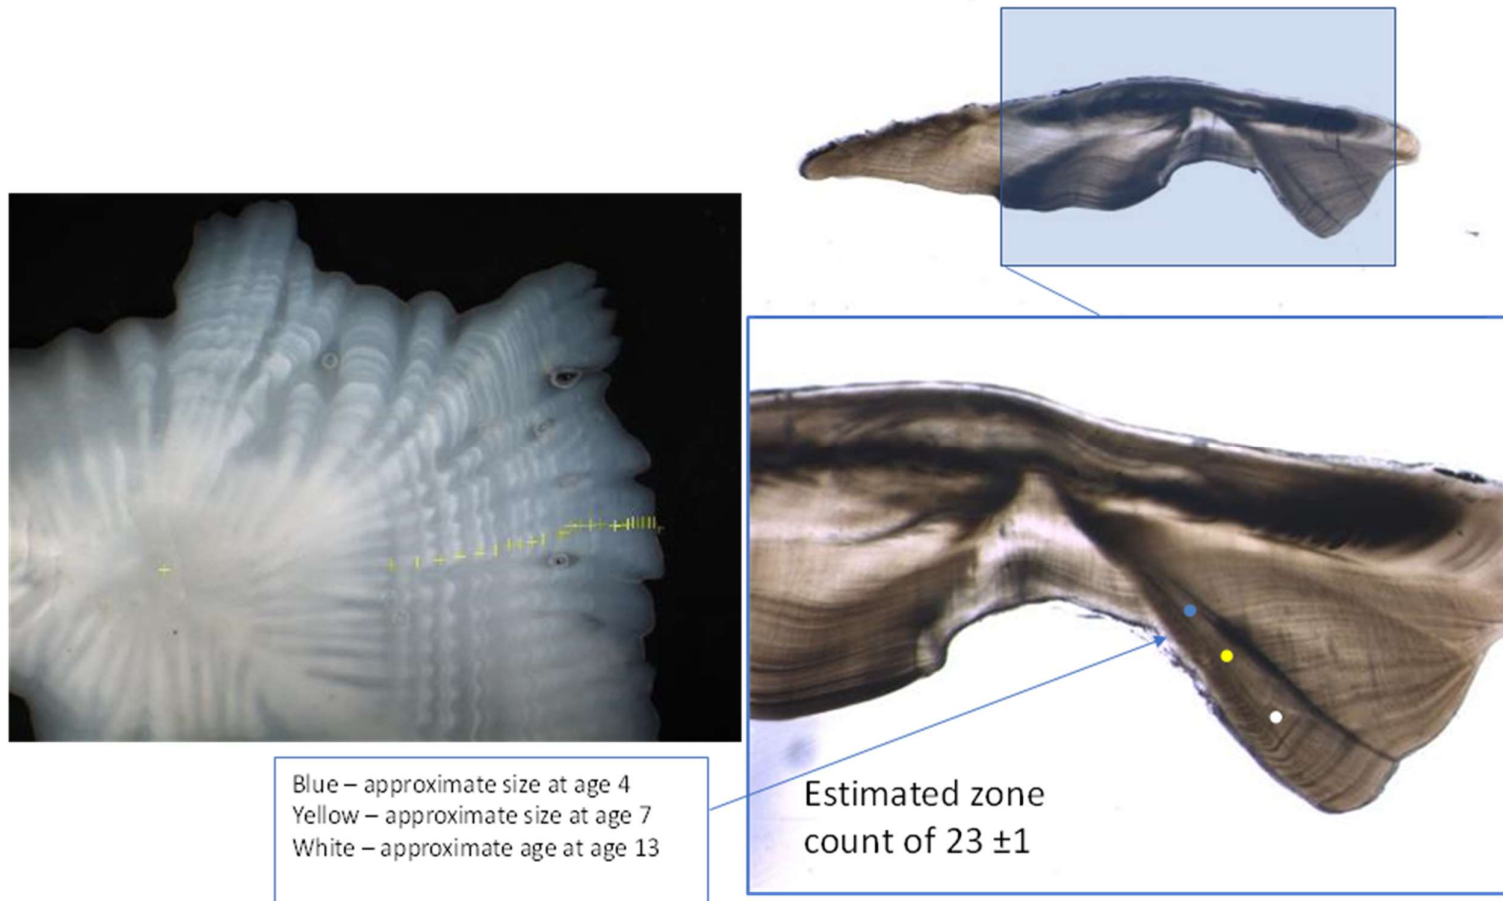 Blue – approximate size at age 4
Yellow – approximate size at age 7
White – approximate age at age 13
Estimated zone
count of 23 ±1